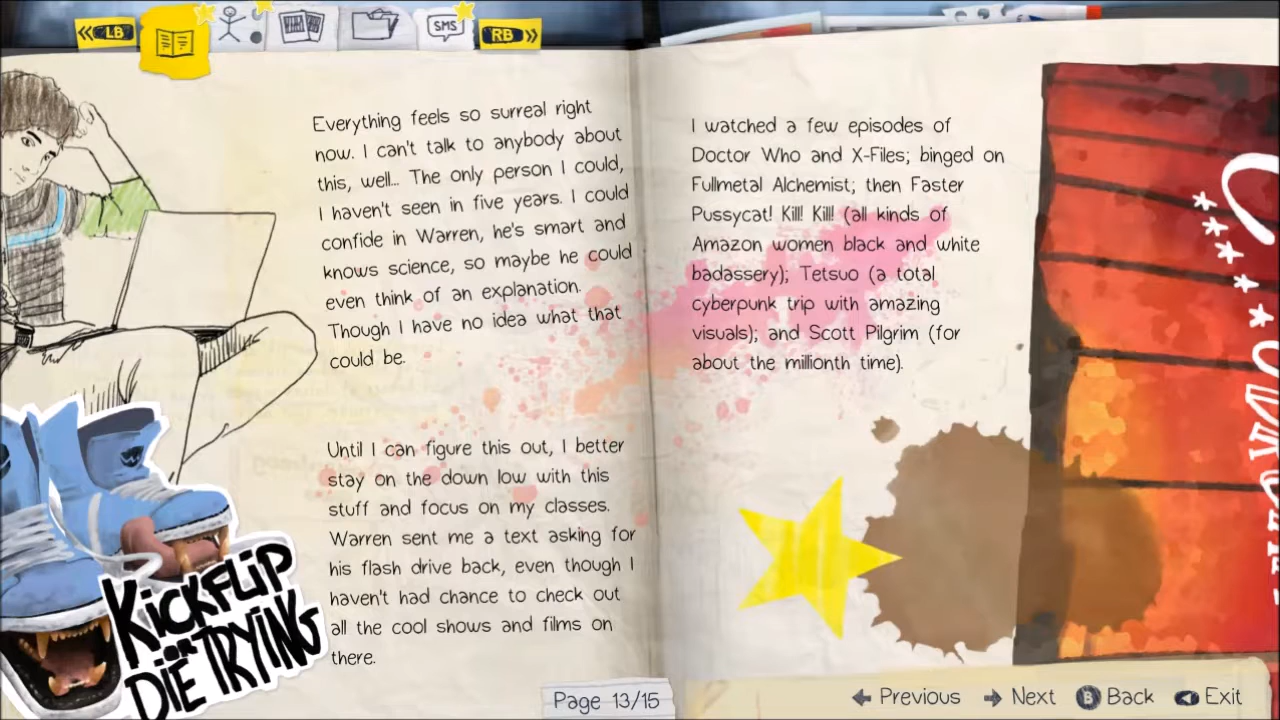 LB
SMS
RB
Everything feels so surreal right
now. I can't talk to anybody about
this, well... The only person I could,
I haven't seen in five years. I could
confide in Warren, he's smart and
knows science, so maybe he could
even think of an explanation.
Though I have no idea what that
could be.
Until I can figure this out, I better
stay on the down low with this
stuff and focus on my classes.
Warren sent me a text asking for
his flash drive back, even though I
haven't had chance to check out
all the cool shows and films on
there.
KICKFLIP
OR
DIE TRYING
I watched a few episodes of
Doctor Who and X-Files; binged on
Fullmetal Alchemist; then Faster
Pussycat! Kill! Kill! (all kinds of
Amazon women black and white
badassery); Tetsuo (a total
cyberpunk trip with amazing
visuals); and Scott Pilgrim (for
about the millionth time).
Page 13/15
Previous
Next
B Back
Exit